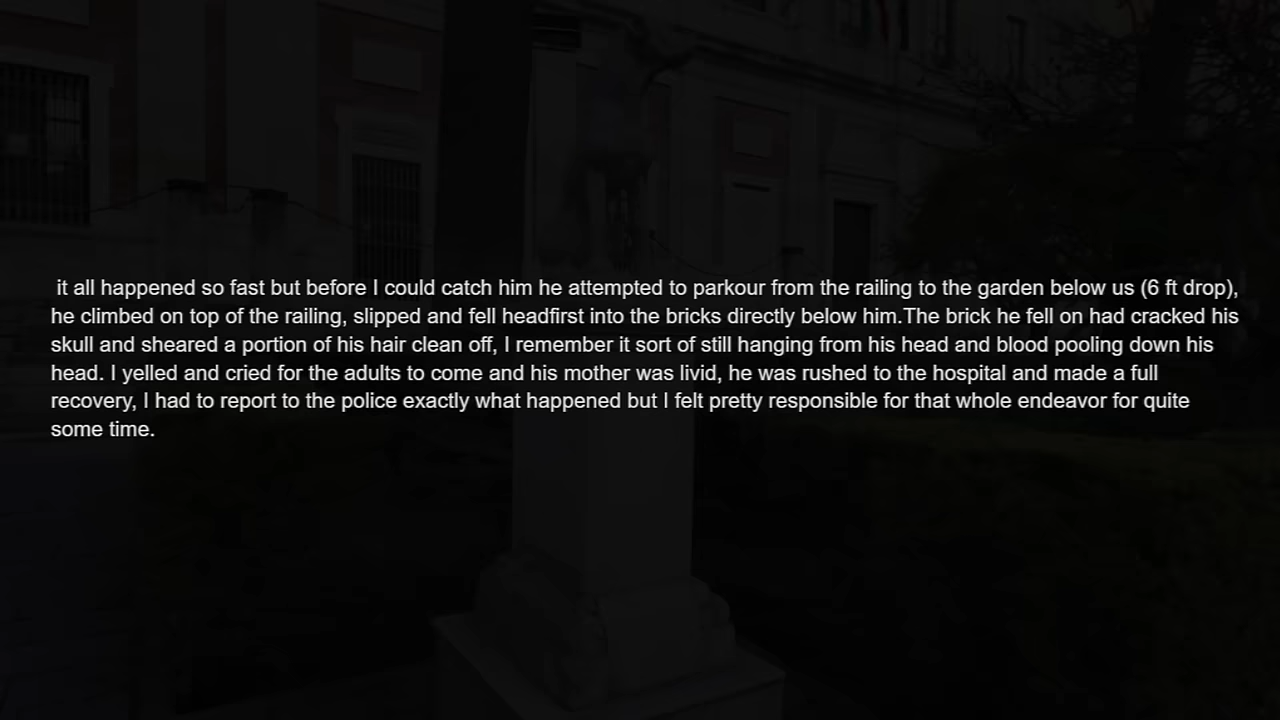 it all happened so fast but before I could catch him he attempted to parkour from the railing to the garden below us (6 ft drop),
he climbed on top of the railing, slipped and fell headfirst into the bricks directly below him.The brick he fell on had cracked his
skull and sheared a portion of his hair clean off, I remember it sort of still hanging from his head and blood pooling down his
head. I yelled and cried for the adults to come and his mother was livid, he was rushed to the hospital and made a full
recovery, I had to report to the police exactly what happened but I felt pretty responsible for that whole endeavor for quite
some time.